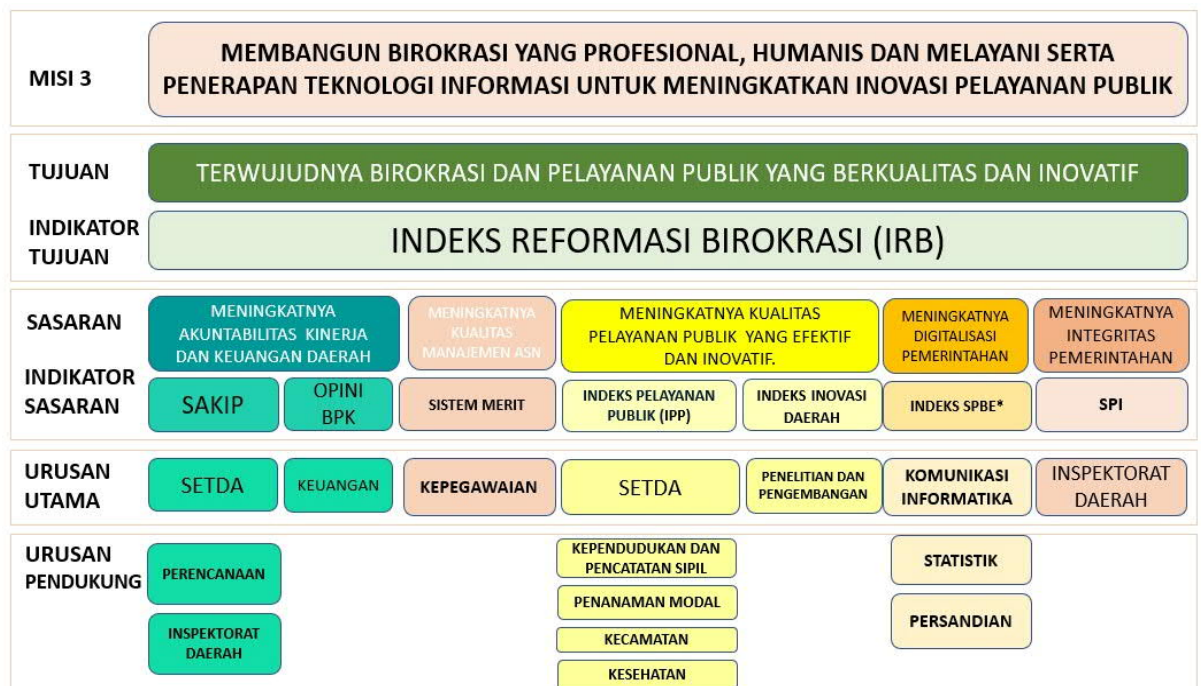 MISI 3
MEMBANGUN BIROKRASI YANG PROFESIONAL, HUMANIS DAN MELAYANI SERTA
PENERAPAN TEKNOLOGI INFORMASI UNTUK MENINGKATKAN INOVASI PELAYANAN PUBLIK
TUJUAN
TERWUJUDNYA BIROKRASI DAN PELAYANAN PUBLIK YANG BERKUALITAS DAN INOVATIF
INDIKATOR
TUJUAN
INDEKS REFORMASI BIROKRASI (IRB)
SASARAN
MENINGKATNYA
AKUNTABILITAS KINERJA
DAN KEUANGAN DAERAH
MENINGKATNYA
KUALITAS
MANAJEMEN ASN
MENINGKATNYA KUALITAS
PELAYANAN PUBLIK YANG EFEKTIF
DAN INOVATIF.
MENINGKATNYA
DIGITALISASI
PEMERINTAHAN
MENINGKATNYA
INTEGRITAS
PEMERINTAHAN
INDIKATOR
SASARAN
SAKIP
OPINI
BPK
SISTEM MERIT
INDEKS PELAYANAN
PUBLIK (IPP)
INDEKS INOVASI
DAERAH
INDEKS SPBE*
SPI
URUSAN
UTAMA
SETDA
KEUANGAN
KEPEGAWAIAN
SETDA
PENELITIAN DAN
PENGEMBANGAN
KOMUNIKASI
INFORMATIKA
INSPEKTORAT
DAERAH
URUSAN
PENDUKUNG
PERENCANAAN
INSPEKTORAT
DAERAH
KEPENDUDUKAN DAN
PENCATATAN SIPIL
PENANAMAN MODAL
KECAMATAN
KESEHATAN
STATISTIK
PERSANDIAN